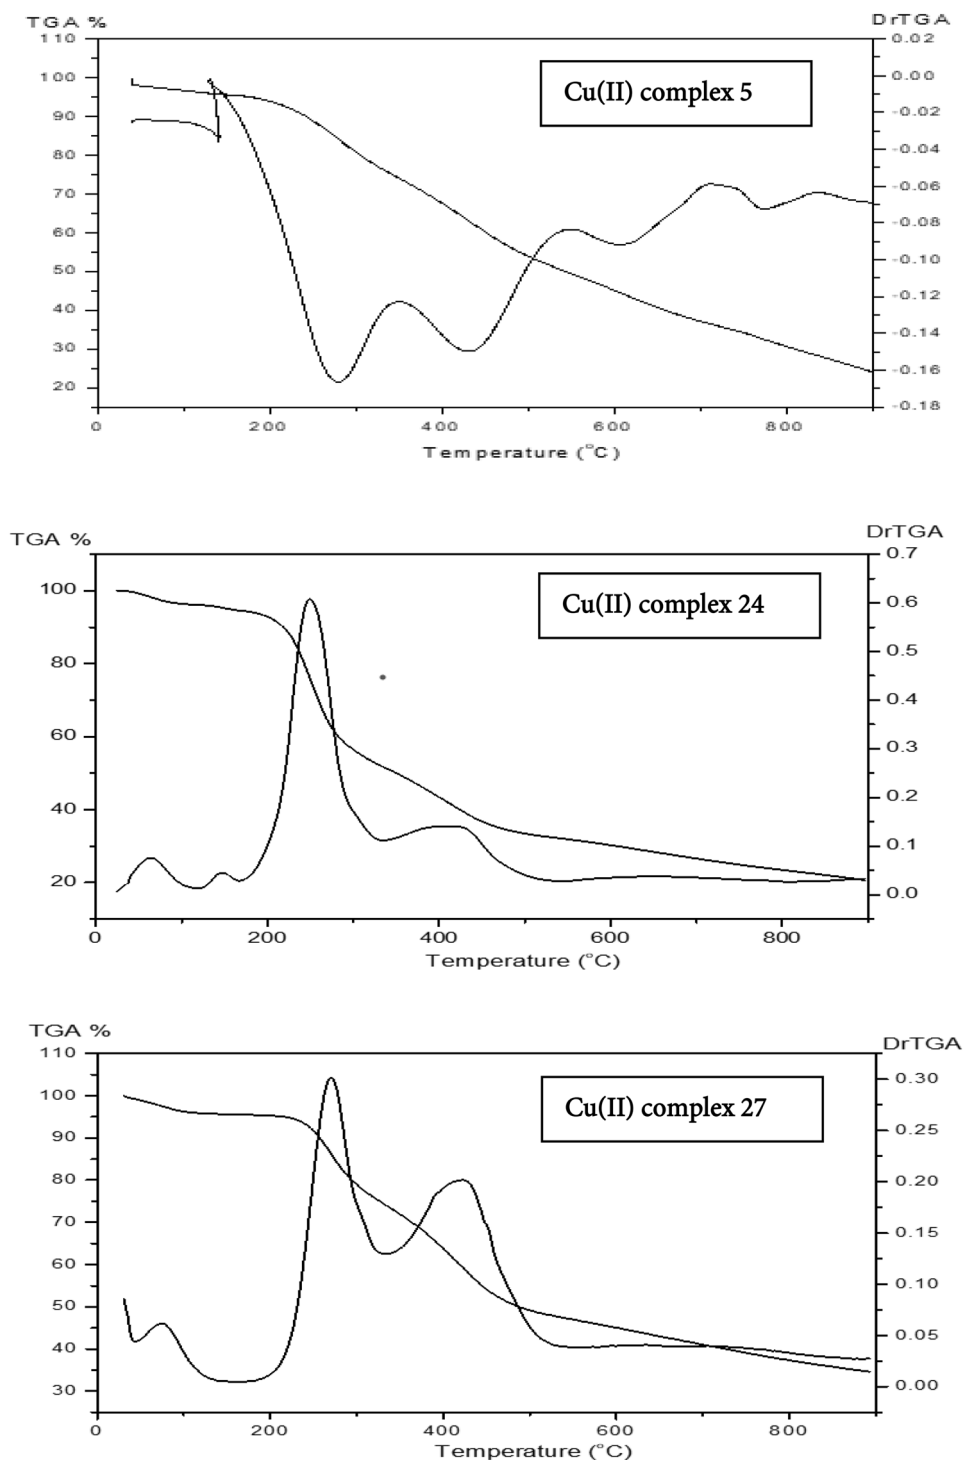 TGA % DrTGA
110 0.02
100 0.00
Cu(II) complex 5
90 -0.02
80 -0.04
70 -0.06
60 -0.08
50 -0.10
40 -0.12
30 -0.14
20 -0.16
-0.18
0 200 400 600 800
Temperature (°C)
TGA % DrTGA
0.7
100 0.6
Cu(II) complex 24
80 0.5
0.4
60 0.3
40 0.2
0.1
20 0.0
0 200 400 600 800
Temperature (°C)
TGA % DrTGA
110
100 0.30
Cu(II) complex 27
90 0.25
80 0.20
70 0.15
60
50 0.10
40 0.05
30 0.00
0 200 400 600 800
Temperature (°C)